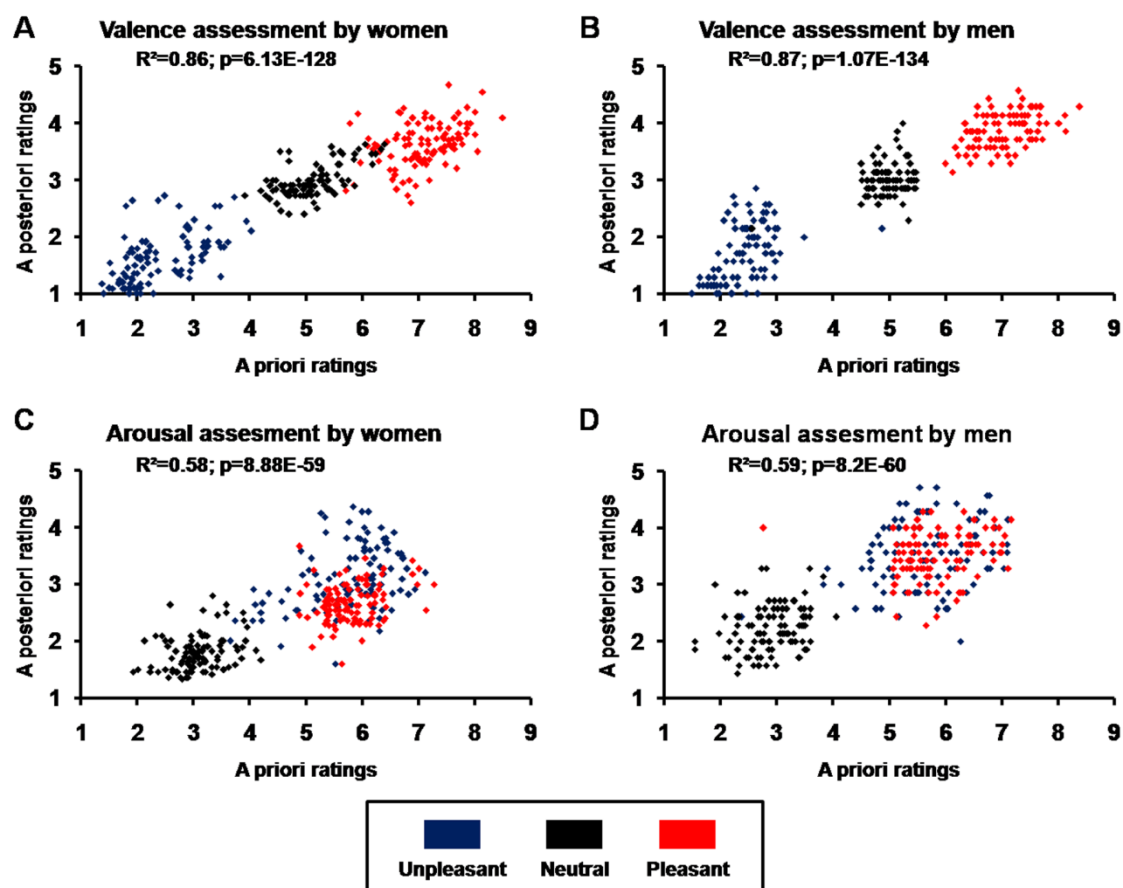 A
Valence assessment by women
R²=0.86; p=6.13E-128
A posteriori ratings
5
4
3
2
1
1 2 3 4 5 6 7 8 9
A priori ratings
B
Valence assessment by men
R²=0.87; p=1.07E-134
A posteriori ratings
5
4
3
2
1
1 2 3 4 5 6 7 8 9
A priori ratings
C
Arousal assesment by women
R²=0.58; p=8.88E-59
A posteriori ratings
5
4
3
2
1
1 2 3 4 5 6 7 8 9
A priori ratings
D
Arousal assesment by men
R²=0.59; p=8.2E-60
A posteriori ratings
5
4
3
2
1
1 2 3 4 5 6 7 8 9
A priori ratings
Unpleasant Neutral Pleasant